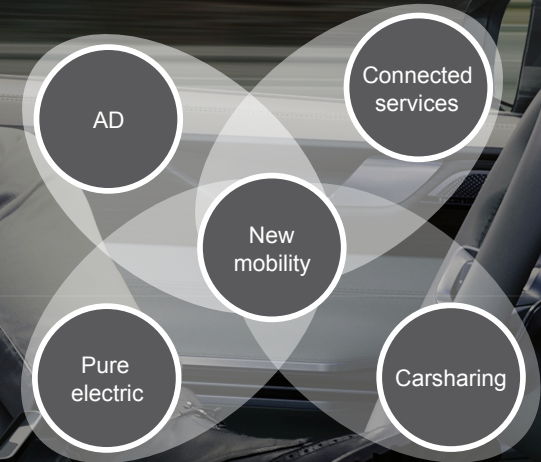 Connected
services
AD
New
mobility
Pure
electric
Carsharing